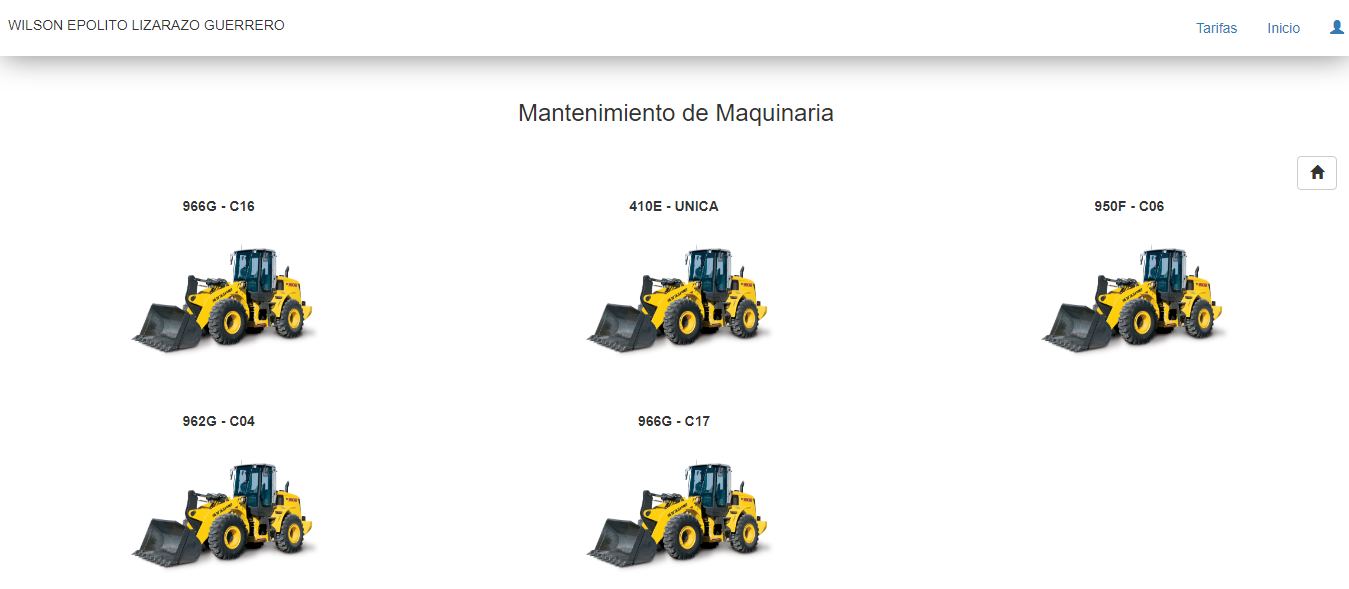 WILSON EPOLITO LIZARAZO GUERRERO
Tarifas
Inicio
Mantenimiento de Maquinaria
966G - C16
410E - UNICA
950F - C06
962G - C04
966G - C17